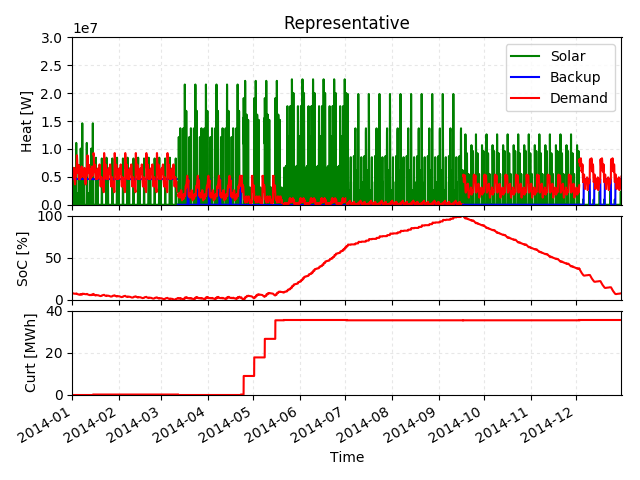 Representative
1e7
3.0
2.5
2.0
1.5
1.0
0.5
0.0
Heat [W]
Solar
Backup
Demand
100
50
0
SoC [%]
40
20
0
Curt [MWh]
2014-01
2014-02
2014-03
2014-04
2014-05
2014-06
2014-07
2014-08
2014-09
2014-10
2014-11
2014-12
Time